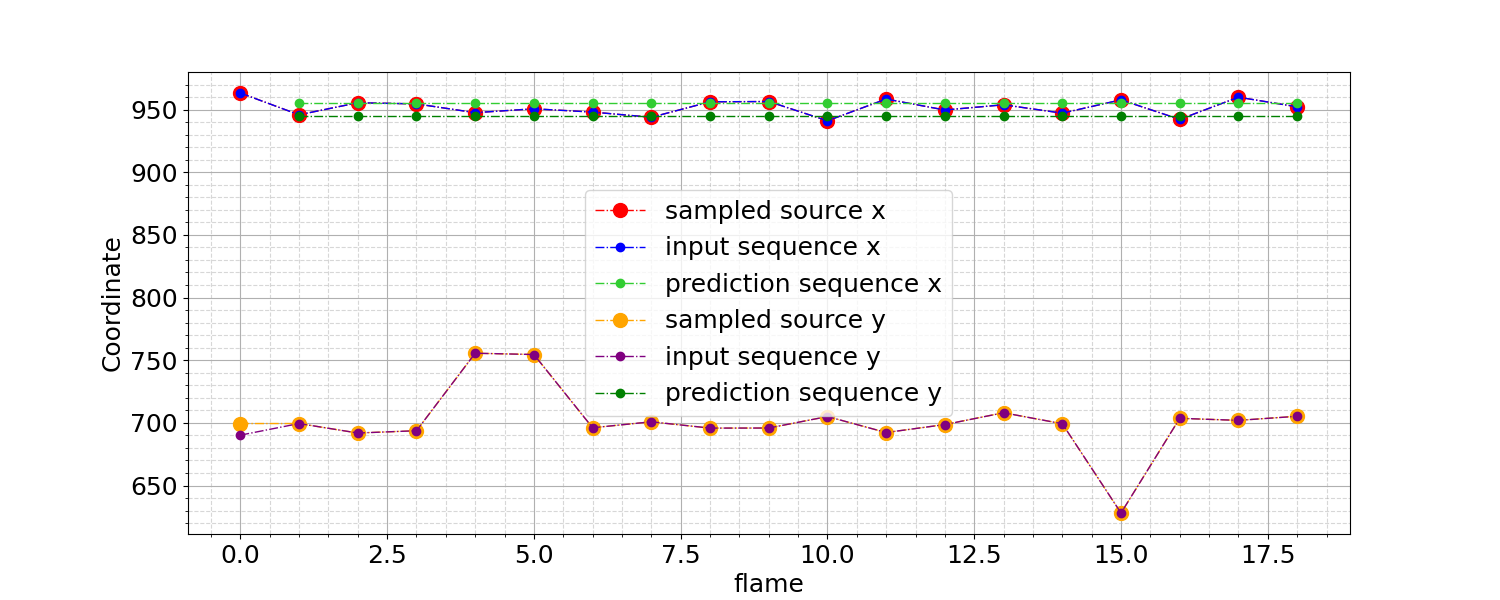 950
900
850
800
750
700
650
Coordinate
sampled source x
input sequence x
prediction sequence x
sampled source y
input sequence y
prediction sequence y
0.0 2.5 5.0 7.5 10.0 12.5 15.0 17.5
flame